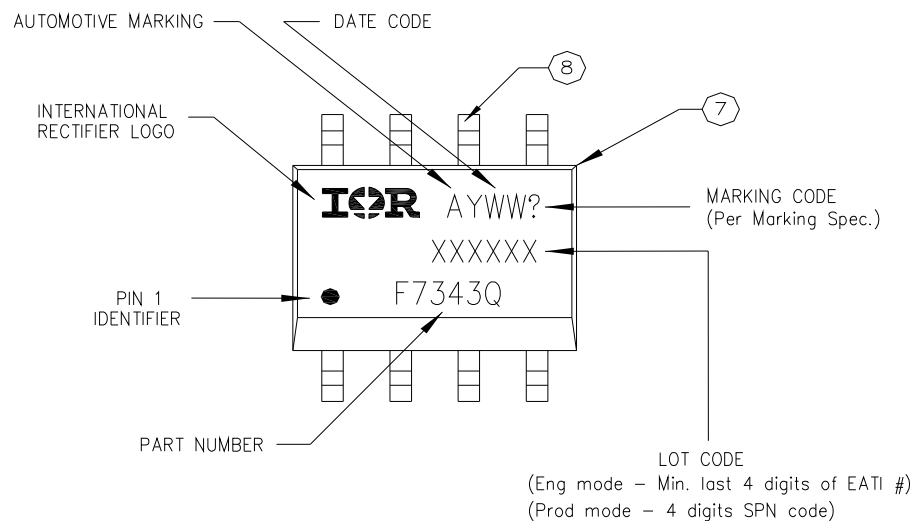 AUTOMOTIVE MARKING
DATE CODE
8
INTERNATIONAL
RECTIFIER LOGO
7
IOR
AYWW?
MARKING CODE
(Per Marking Spec.)
XXXXXX
PIN 1
IDENTIFIER
F7343Q
PART NUMBER
LOT CODE
(Eng mode – Min. last 4 digits of EATI #)
(Prod mode – 4 digits SPN code)